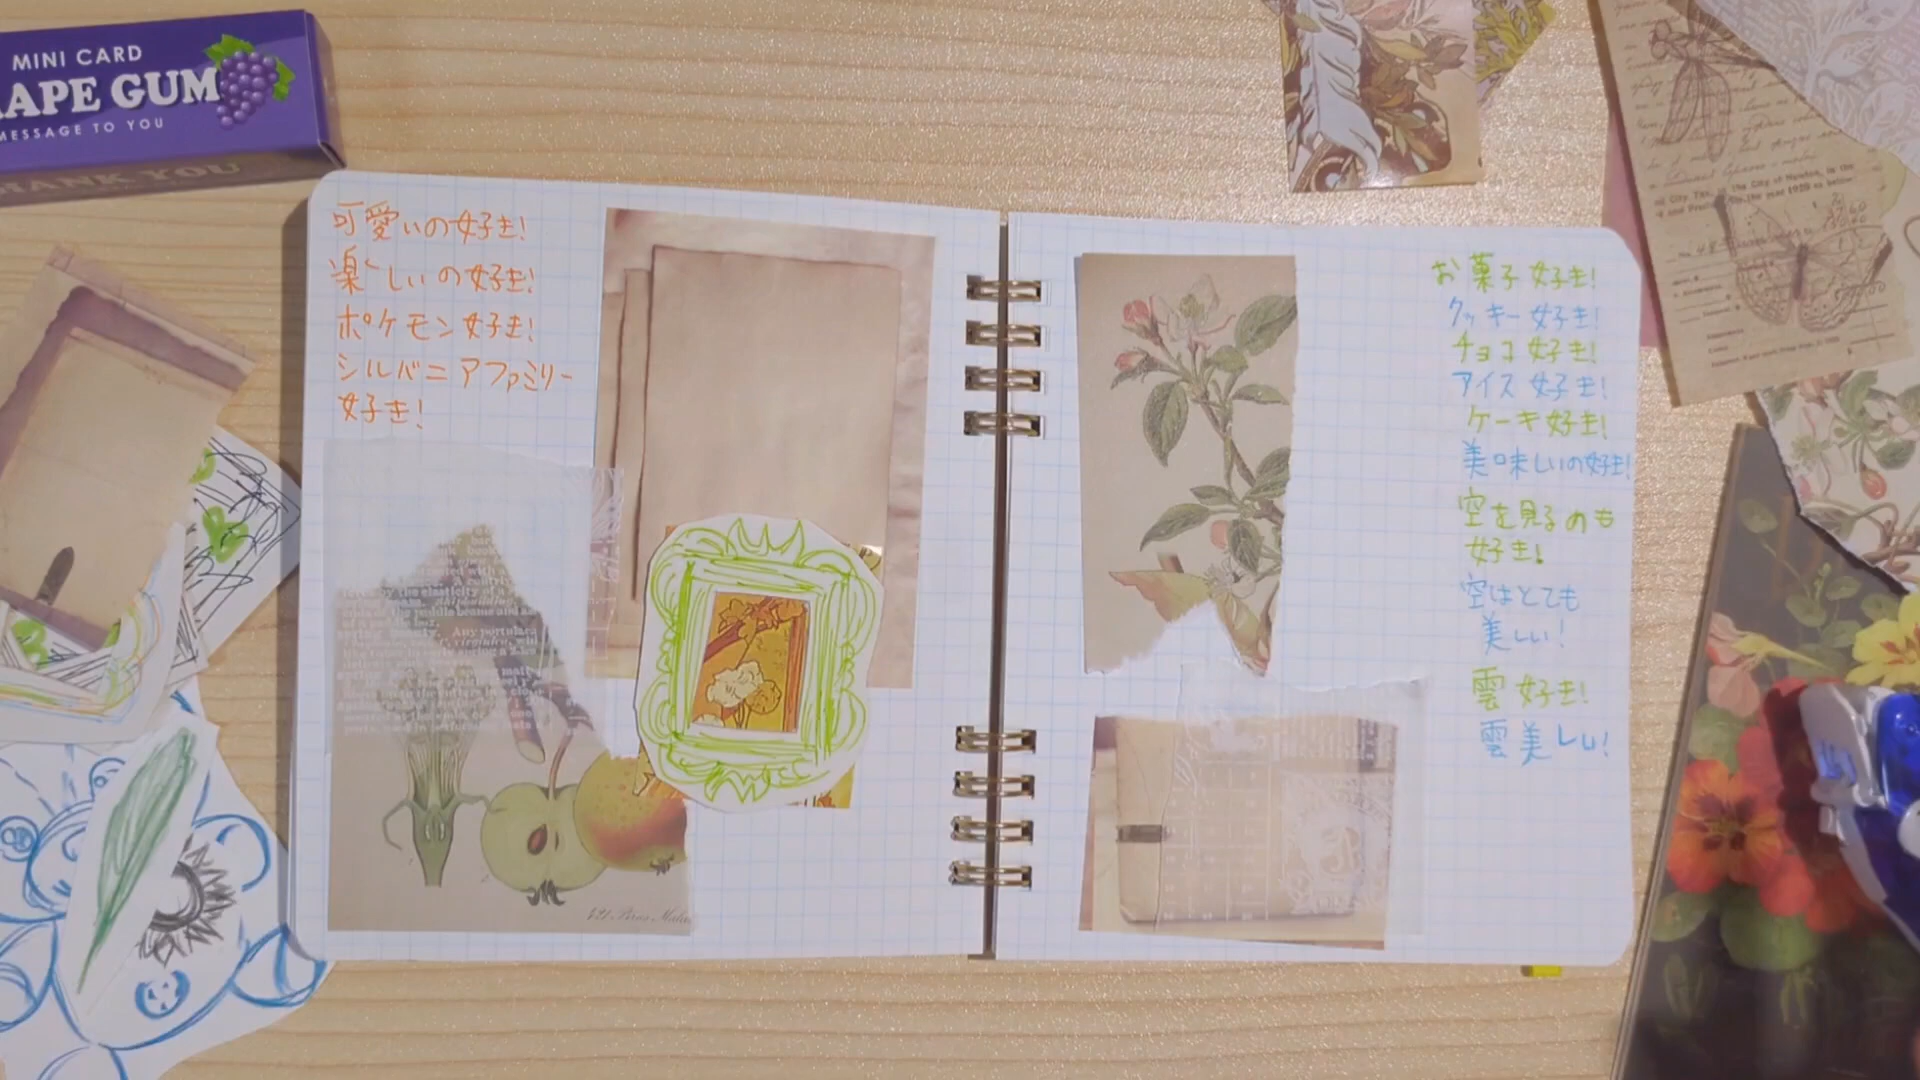 MINI CARD
APE GUM
MESSAGE TO YOU
THANK YOU
可愛いの好き!
楽しいの好き!
ポケモン好き!
シルバニアファミリー
好き!
お菓子好き!
クッキー好き!
チョコ好き!
アイス好き!
ケーキ好き!
美味しいの好き!
空を見るのも
好き!
空はとても
美しい!
雲好き!
雲美しい!